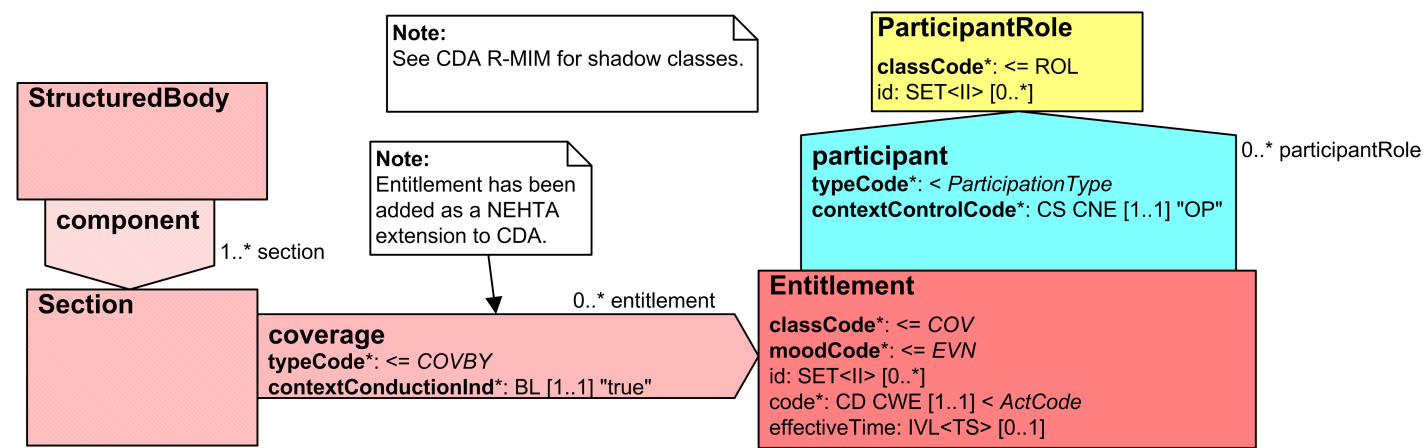 Note:
See CDA R-MIM for shadow classes.
ParticipantRole
classCode*: <= ROL
id: SET<II> [0..*]
StructuredBody
component
1..* section
Note:
Entitlement has been
added as a NEHTA
extension to CDA.
participant
typeCode*: < ParticipationType
contextControlCode*: CS CNE [1..1] "OP"
0..* participantRole
Section
0..* entitlement
coverage
typeCode*: <= COVBY
contextConductionInd*: BL [1..1] "true"
Entitlement
classCode*: <= COV
moodCode*: <= EVN
id: SET<II> [0..*]
code*: CD CWE [1..1] < ActCode
effectiveTime: IVL<TS> [0..1]